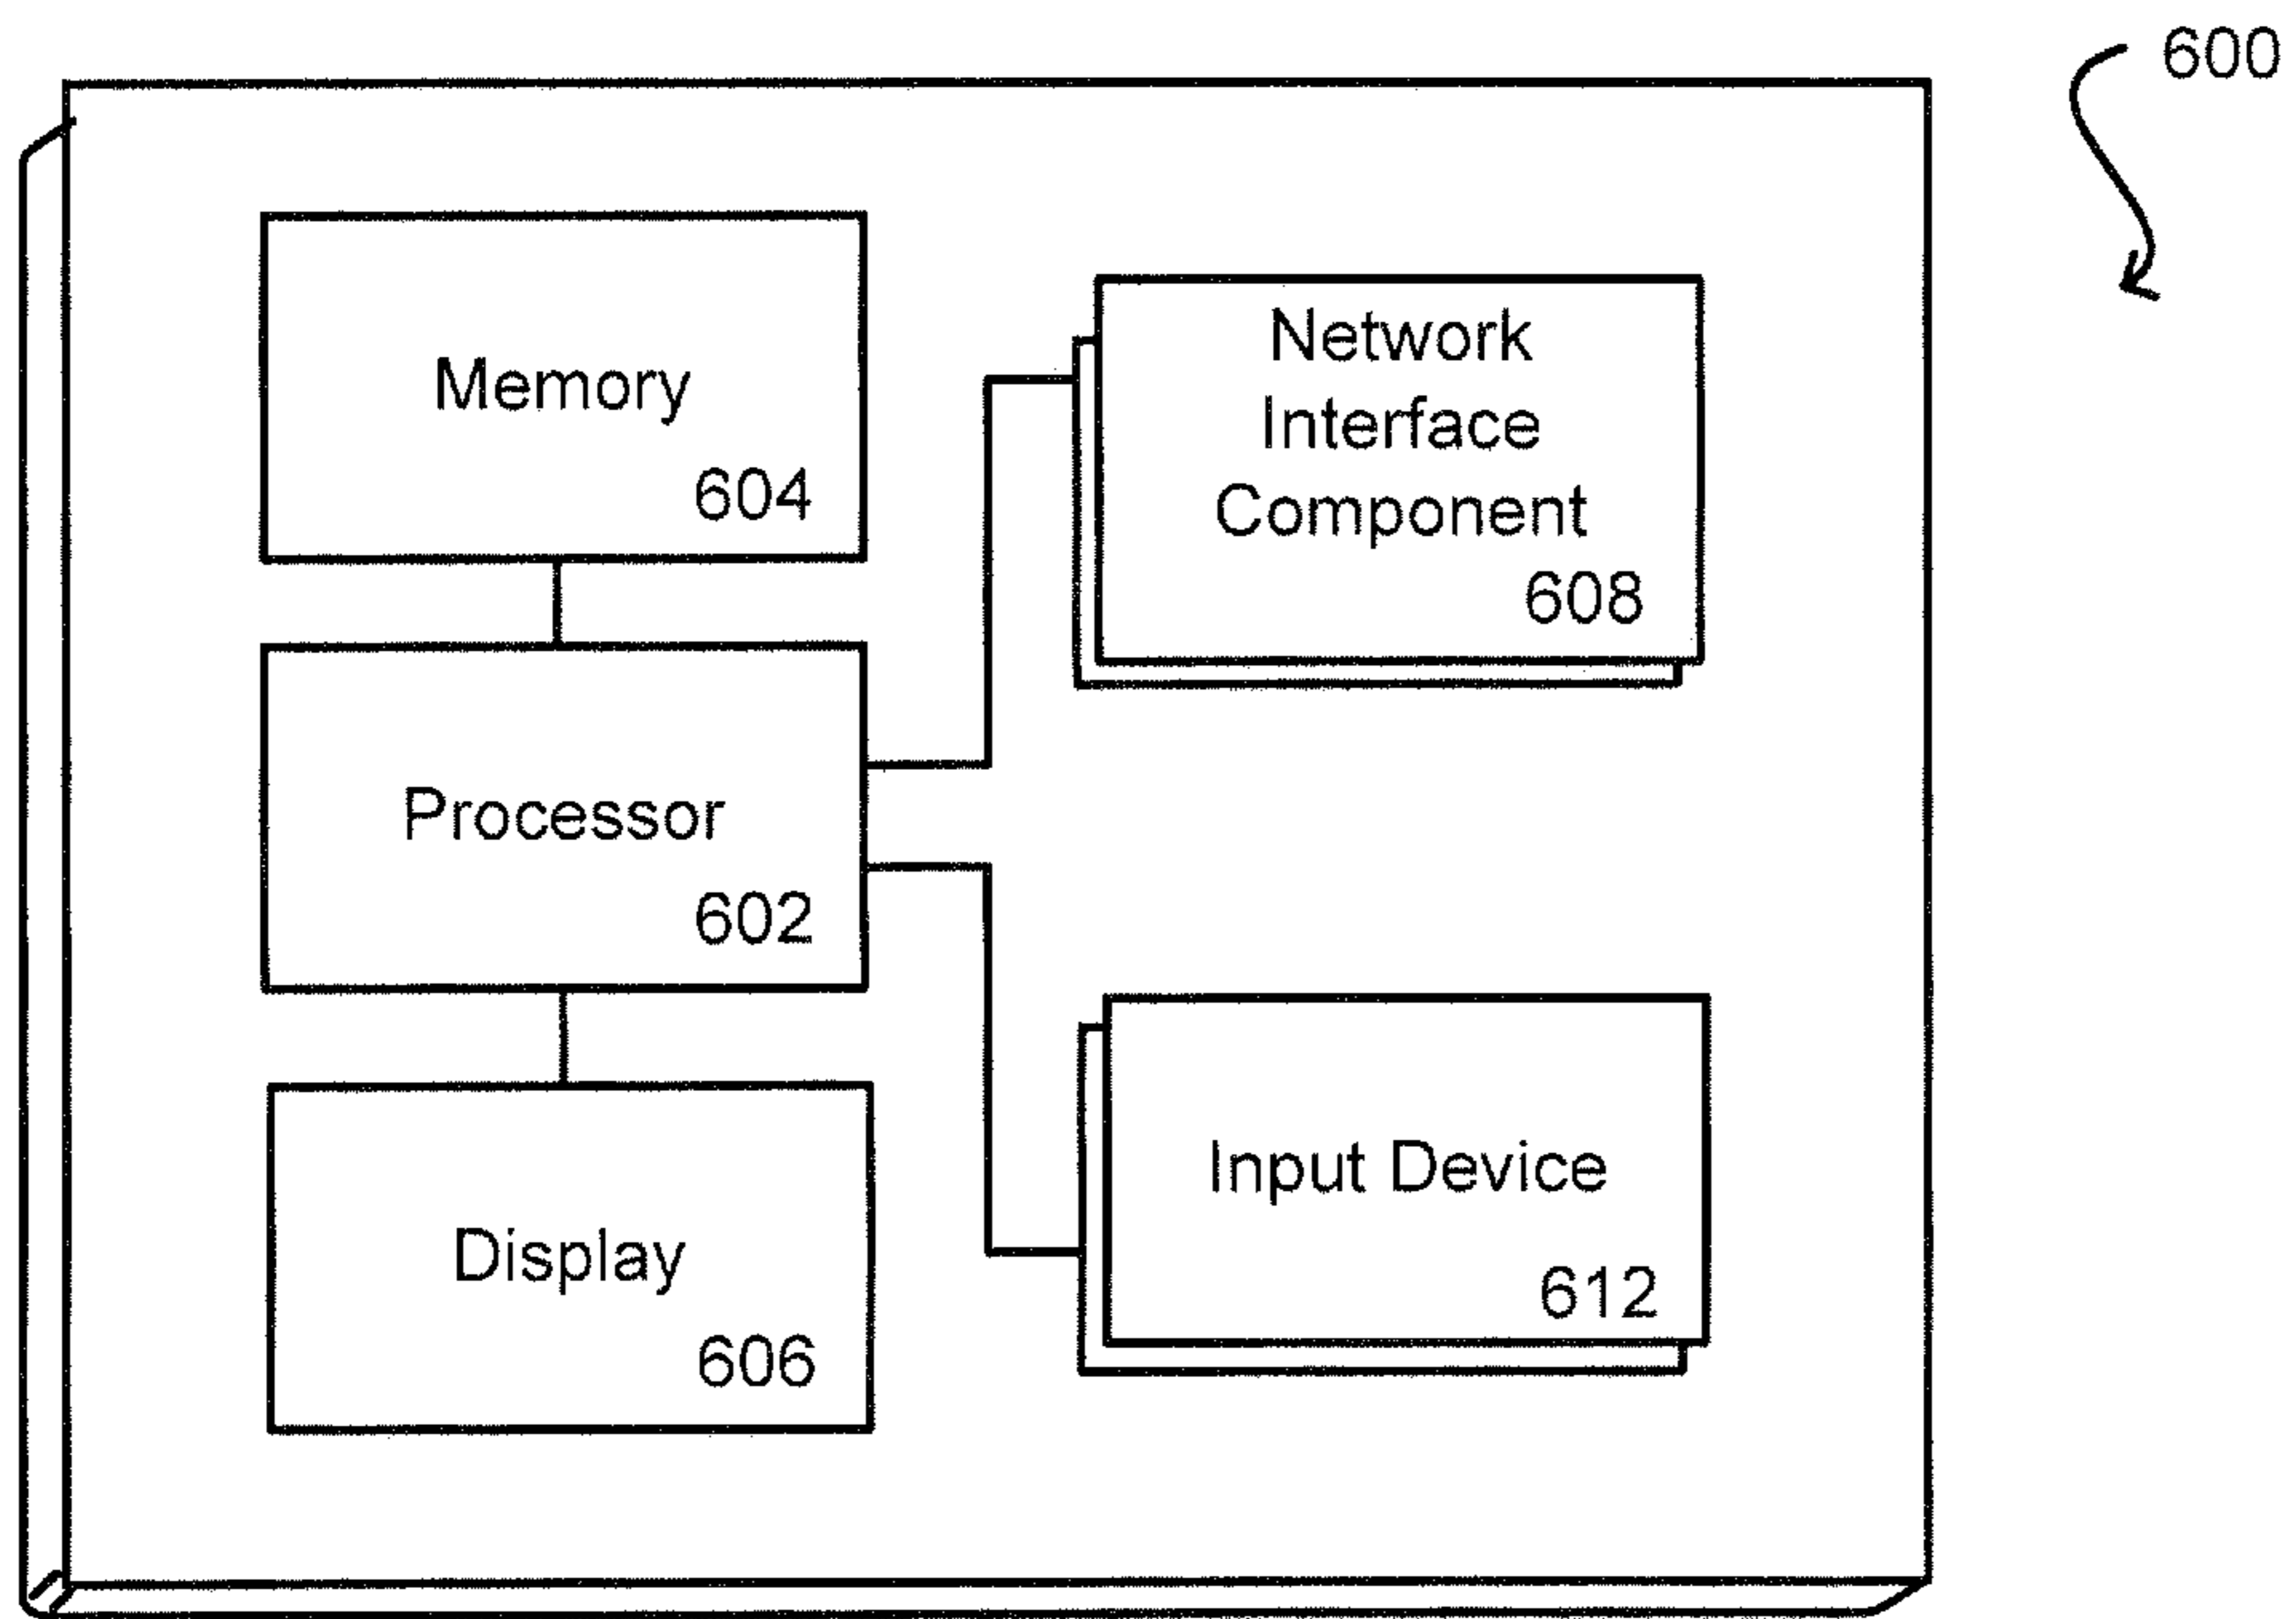 600
Memory
604
Network
Interface
Component
608
Processor
602
Display
606
Input Device
612